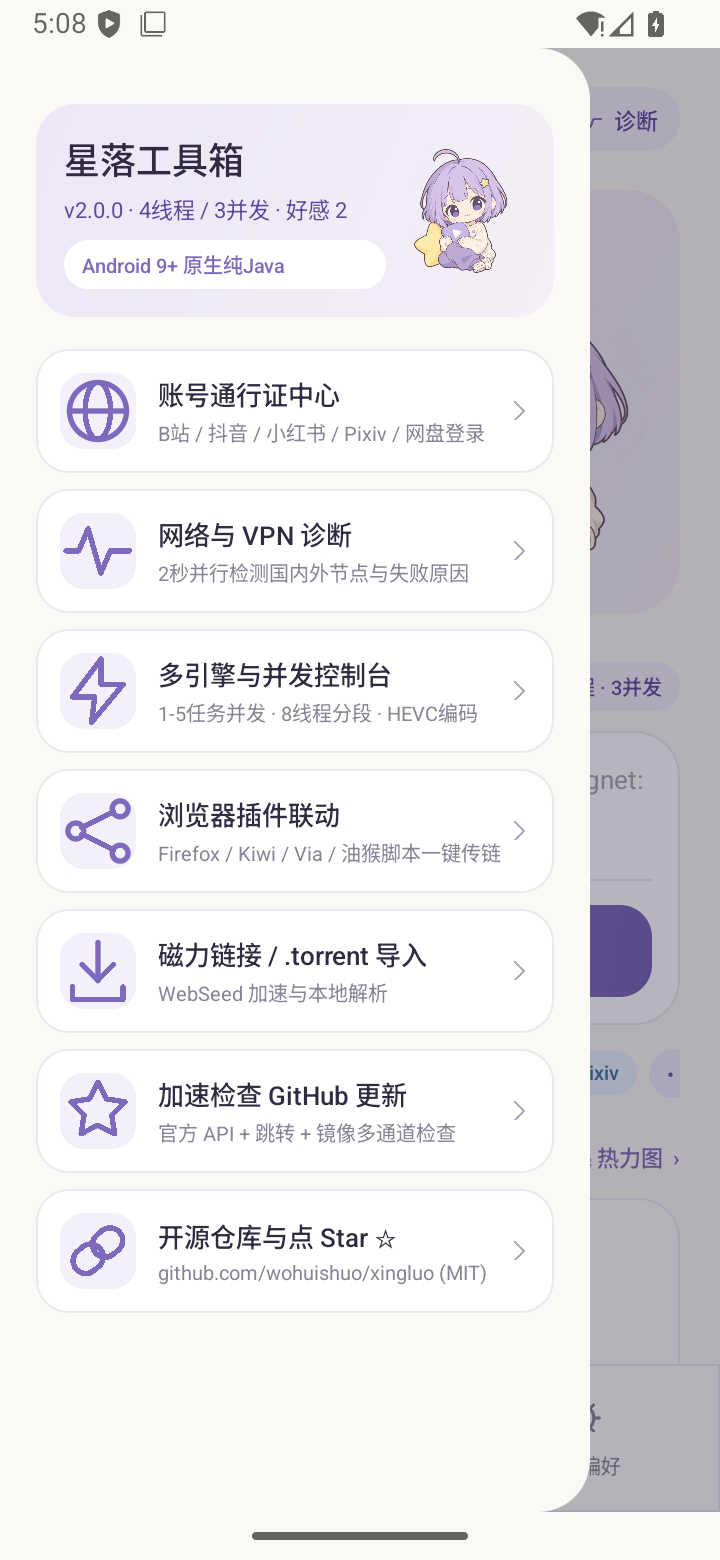 5:08
星落工具箱
v2.0.0 · 4线程 / 3并发 · 好感 2
Android 9+ 原生纯Java
诊断
账号通行证中心
B站 / 抖音 / 小红书 / Pixiv / 网盘登录
网络与 VPN 诊断
2秒并行检测国内外节点与失败原因
多引擎与并发控制台
1-5任务并发 · 8线程分段 · HEVC编码
· 3并发
浏览器插件联动
Firefox / Kiwi / Via / 油猴脚本一键传链
gnet:
磁力链接 / .torrent 导入
WebSeed 加速与本地解析
加速检查 GitHub 更新
官方 API + 跳转 + 镜像多通道检查
ixiv
热力图 ›
开源仓库与点 Star ☆
github.com/wohuishuo/xingluo (MIT)
偏好